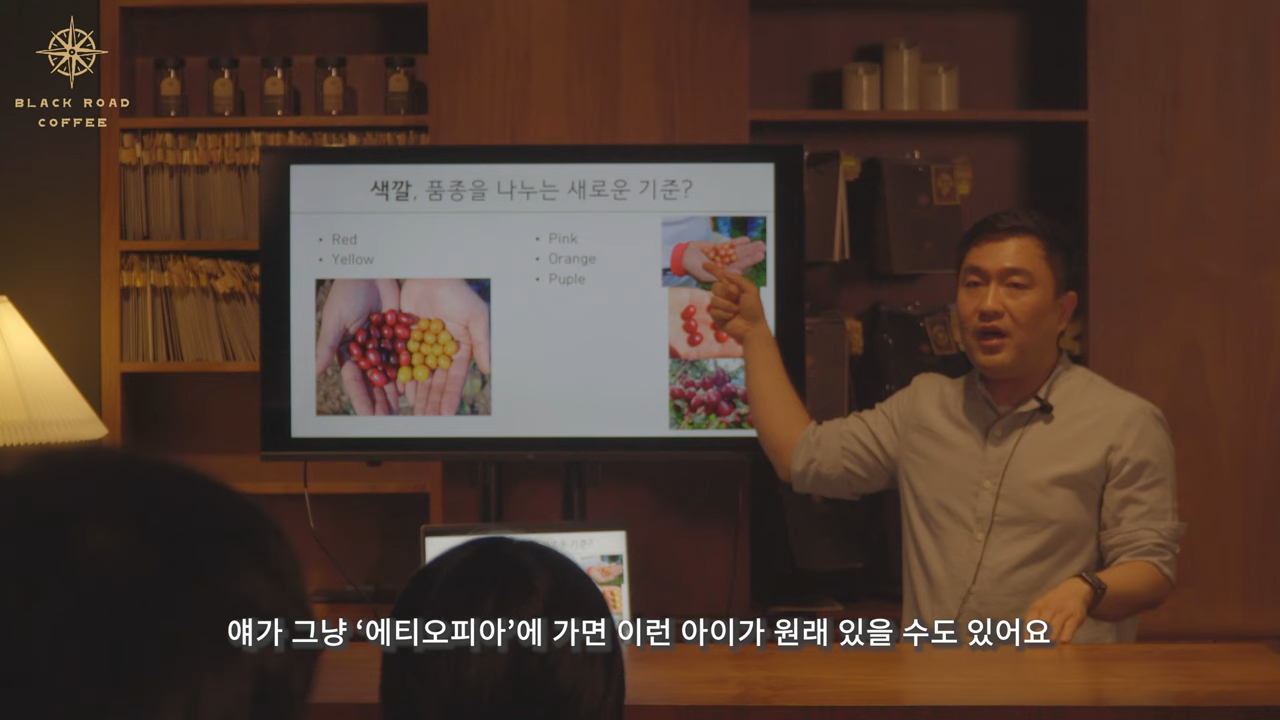 BLACK ROAD
COFFEE
색깔, 품종을 나누는 새로운 기준?
• Red
• Yellow
• Pink
• Orange
• Puple
얘가 그냥 ‘에티오피아’에 가면 이런 아이가 원래 있을 수도 있어요